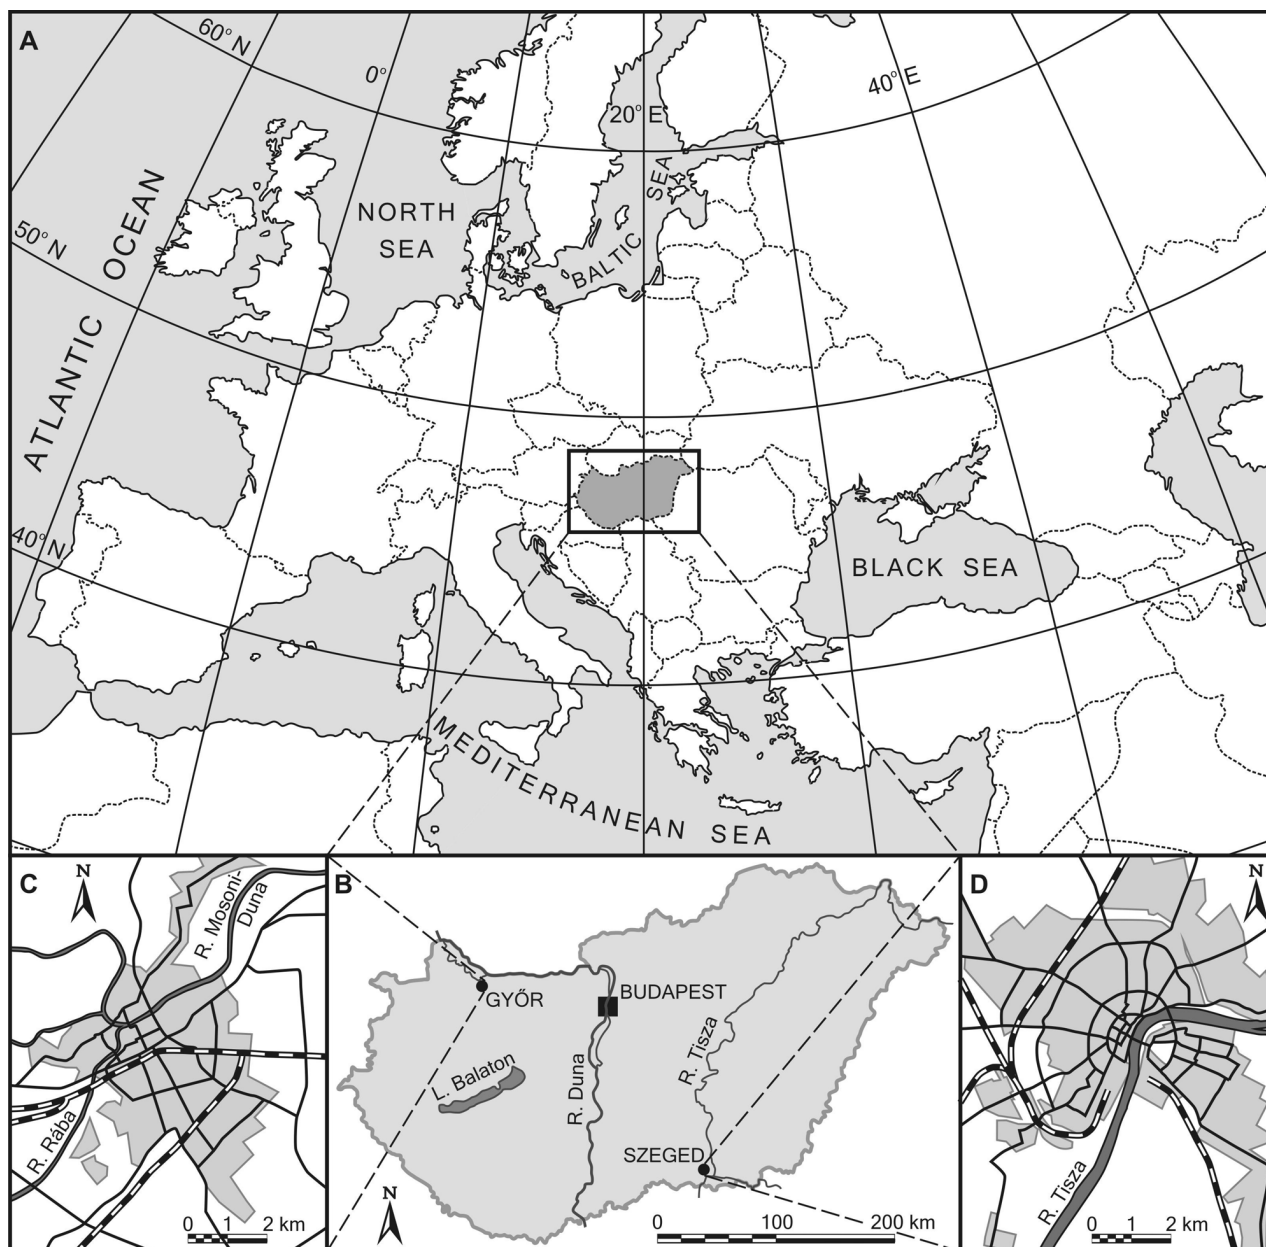 A
60° N
0°
20° E
40° E
50° N
40° N
ATLANTIC OCEAN
NORTH
SEA
BALTIC SEA
BLACK SEA
MEDITERRANEAN SEA
C
N
R. Mosoni-
Duna
R. Rába
0 1 2 km
B
GYŐR
BUDAPEST
L. Balaton
R. Duna
R. Tisza
SZEGED
N
0 100 200 km
D
N
R. Tisza
0 1 2 km